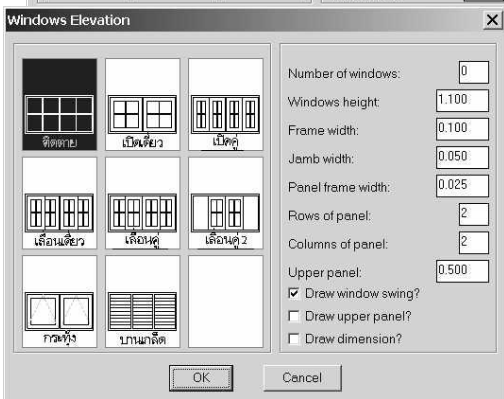 Windows Elevation
ติดตาย
เปิดเดี่ยว
เปิดคู่
เลื่อนเดี่ยว
เลื่อนคู่
เลื่อนคู่ 2
กระทุ้ง
บานเกล็ด
Number of windows: 0
Windows height: 1.100
Frame width: 0.100
Jamb width: 0.050
Panel frame width: 0.025
Rows of panel: 2
Columns of panel: 2
Upper panel: 0.500
Draw window swing?
Draw upper panel?
Draw dimension?
OK
Cancel